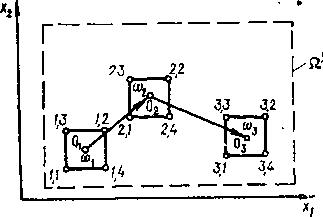 x₂
Ω
2,3 2,2
ω₂
O₂
2,1 2,4
1,3 1,2
O₁
ω₁
1,1 1,4
3,3 3,2
ω₃
O₃
3,1 3,4
x₁